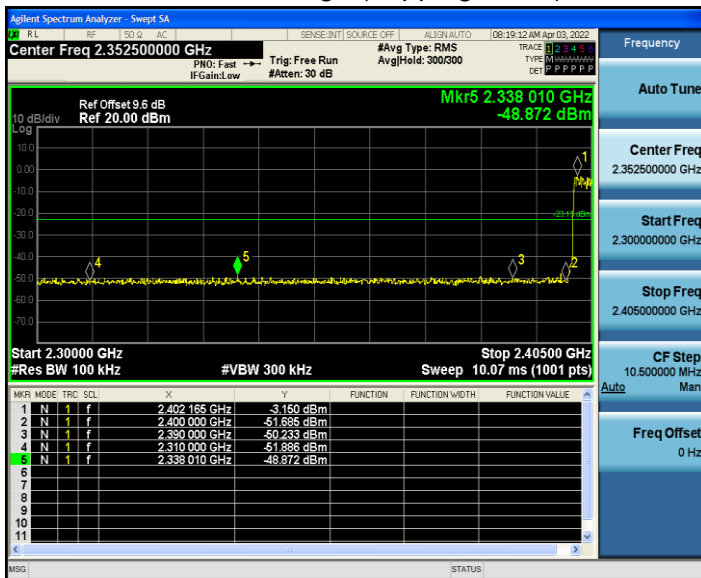 Agilent Spectrum Analyzer - Swept SA
RL RF 50 Ω AC SENSE:INT SOURCE OFF ALIGN AUTO 08:19:12 AM Apr 03, 2022
Center Freq 2.352500000 GHz #Avg Type: RMS TRACE 1 2 3 4 5 6
PNO: Fast Trig: Free Run Avg|Hold: 300/300 TYPE M
IFGain:Low #Atten: 30 dB DET P P P P P P
Mkr5 2.338 010 GHz
-48.872 dBm
Ref Offset 9.6 dB
10 dB/div Ref 20.00 dBm
Log
10.0
0.00
-10.0
-20.0
-30.0
-40.0
-50.0
-60.0
-70.0
1
4
5
3
2
Start 2.30000 GHz Stop 2.40500 GHz
#Res BW 100 kHz #VBW 300 kHz Sweep 10.07 ms (1001 pts)
MKR MODE TRC SCL X Y FUNCTION FUNCTION WIDTH FUNCTION VALUE
1 N 1 f 2.402 165 GHz -3.150 dBm
2 N 1 f 2.400 000 GHz -51.685 dBm
3 N 1 f 2.390 000 GHz -50.233 dBm
4 N 1 f 2.310 000 GHz -51.886 dBm
5 N 1 f 2.338 010 GHz -48.872 dBm
6
7
8
9
10
11
MSG STATUS
Frequency
Auto Tune
Center Freq
2.352500000 GHz
Start Freq
2.300000000 GHz
Stop Freq
2.405000000 GHz
CF Step
10.500000 MHz
Auto Man
Freq Offset
0 Hz